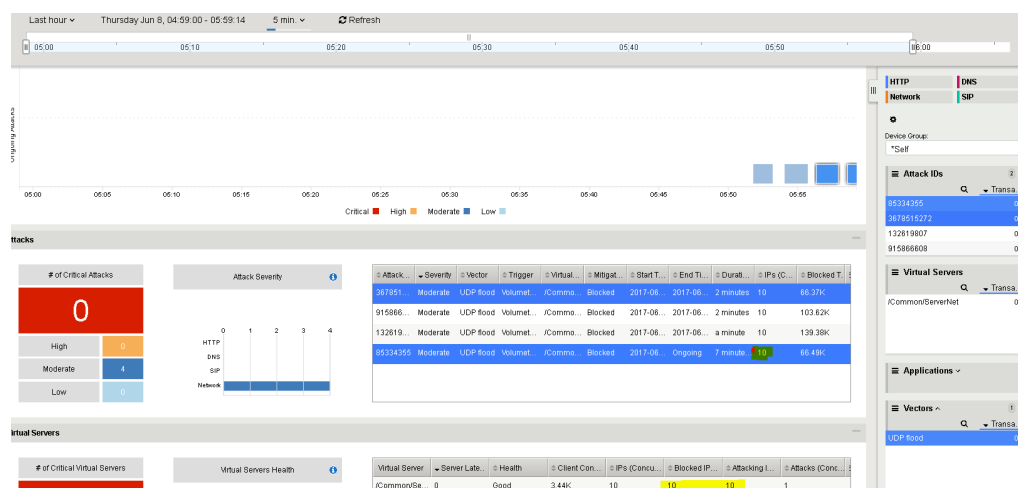 Last hour Thursday Jun 8, 04:59:00 - 05:59:14 5 min. Refresh
05:00 05:10 05:20 05:30 05:40 05:50 06:00
HTTP DNS
Network SIP
Device Group:
*Self
Ongoing Attacks
05:00 05:05 05:10 05:15 05:20 05:25 05:30 05:35 05:40 05:45 05:50 05:55
Critical High Moderate Low
Attack IDs 2
Transa.
85334355 0
3678515272 0
132619807 0
915866608 0
ttacks
# of Critical Attacks
0
High 0
Moderate 4
Low 0
Attack Severity
0 1 2 3 4
HTTP
DNS
SIP
Network
Attack... Severity Vector Trigger Virtual... Mitigat... Start T... End Ti... Durati... IPs (C... Blocked T.
367851... Moderate UDP flood Volumet... /Commo... Blocked 2017-06... 2017-06... 2 minutes 10 66.37K
915866... Moderate UDP flood Volumet... /Commo... Blocked 2017-06... 2017-06... 2 minutes 10 103.62K
132619... Moderate UDP flood Volumet... /Commo... Blocked 2017-06... 2017-06... a minute 10 139.38K
85334355 Moderate UDP flood Volumet... /Commo... Blocked 2017-06... Ongoing 7 minute... 10 66.49K
Virtual Servers
Transa.
/Common/ServerNet 0
Applications
Vectors 1
Transa.
UDP flood 0
irtual Servers
# of Critical Virtual Servers
Virtual Servers Health
Virtual Server Server Late... Health Client Con... IPs (Concu... Blocked IP... Attacking I... Attacks (Conc...
/Common/Se... 0 Good 3.44K 10 10 10 1